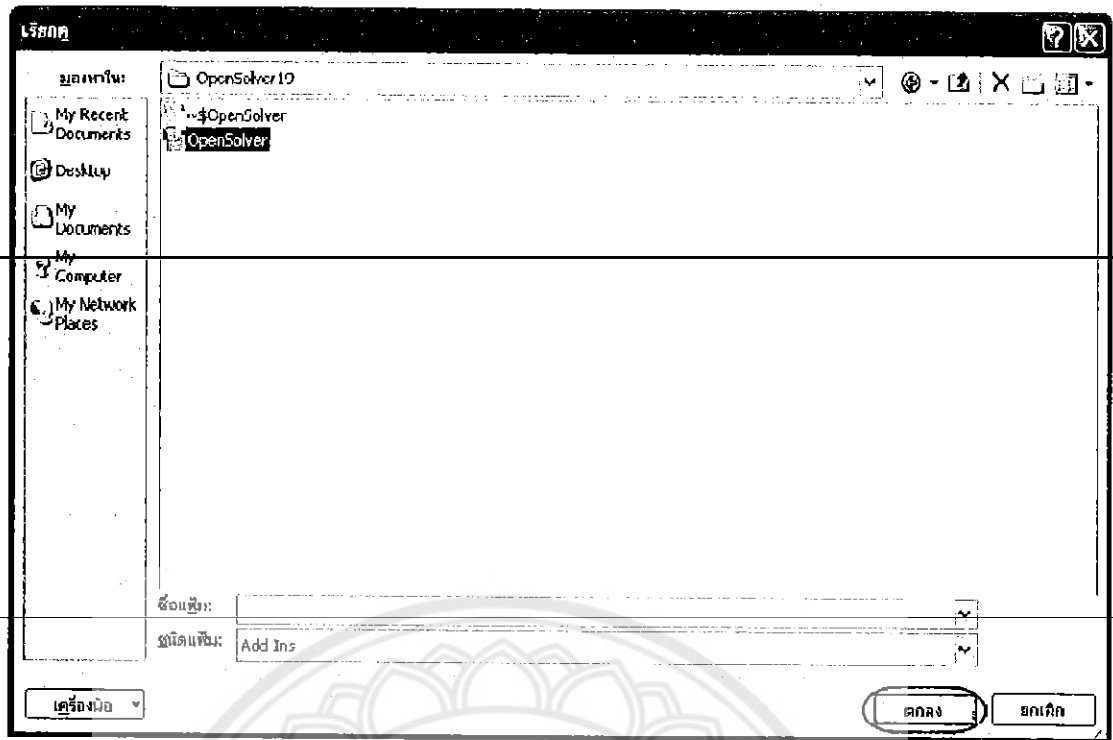 เรียกดู
มองหาใน:
OpenSolver19
My Recent
Documents
Desktop
My
Documents
My
Computer
My Network
Places
~$OpenSolver
OpenSolver
ชื่อแฟ้ม:
ชนิดแฟ้ม:
Add Ins
เครื่องมือ
ตกลง
ยกเลิก